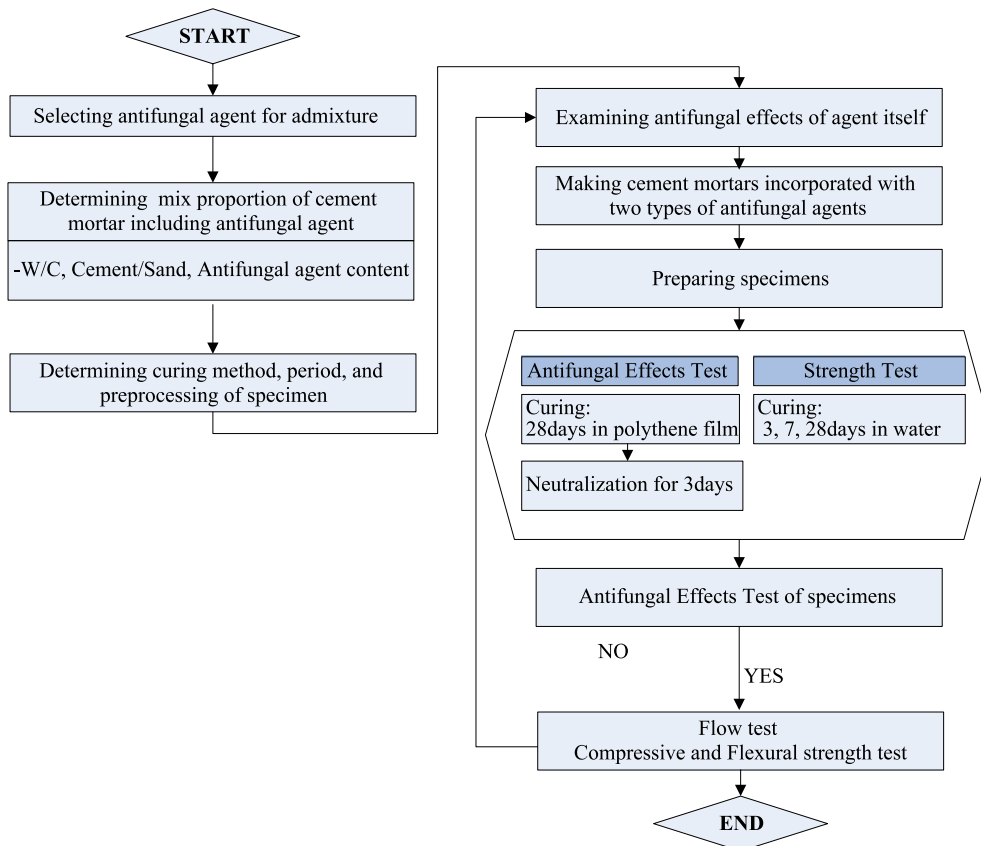 START
Selecting antifungal agent for admixture
Determining mix proportion of cement
mortar including antifungal agent
-W/C, Cement/Sand, Antifungal agent content
Determining curing method, period, and
preprocessing of specimen
Examining antifungal effects of agent itself
Making cement mortars incorporated with
two types of antifungal agents
Preparing specimens
Antifungal Effects Test
Curing:
28days in polythene film
Neutralization for 3days
Strength Test
Curing:
3, 7, 28days in water
Antifungal Effects Test of specimens
NO
YES
Flow test
Compressive and Flexural strength test
END